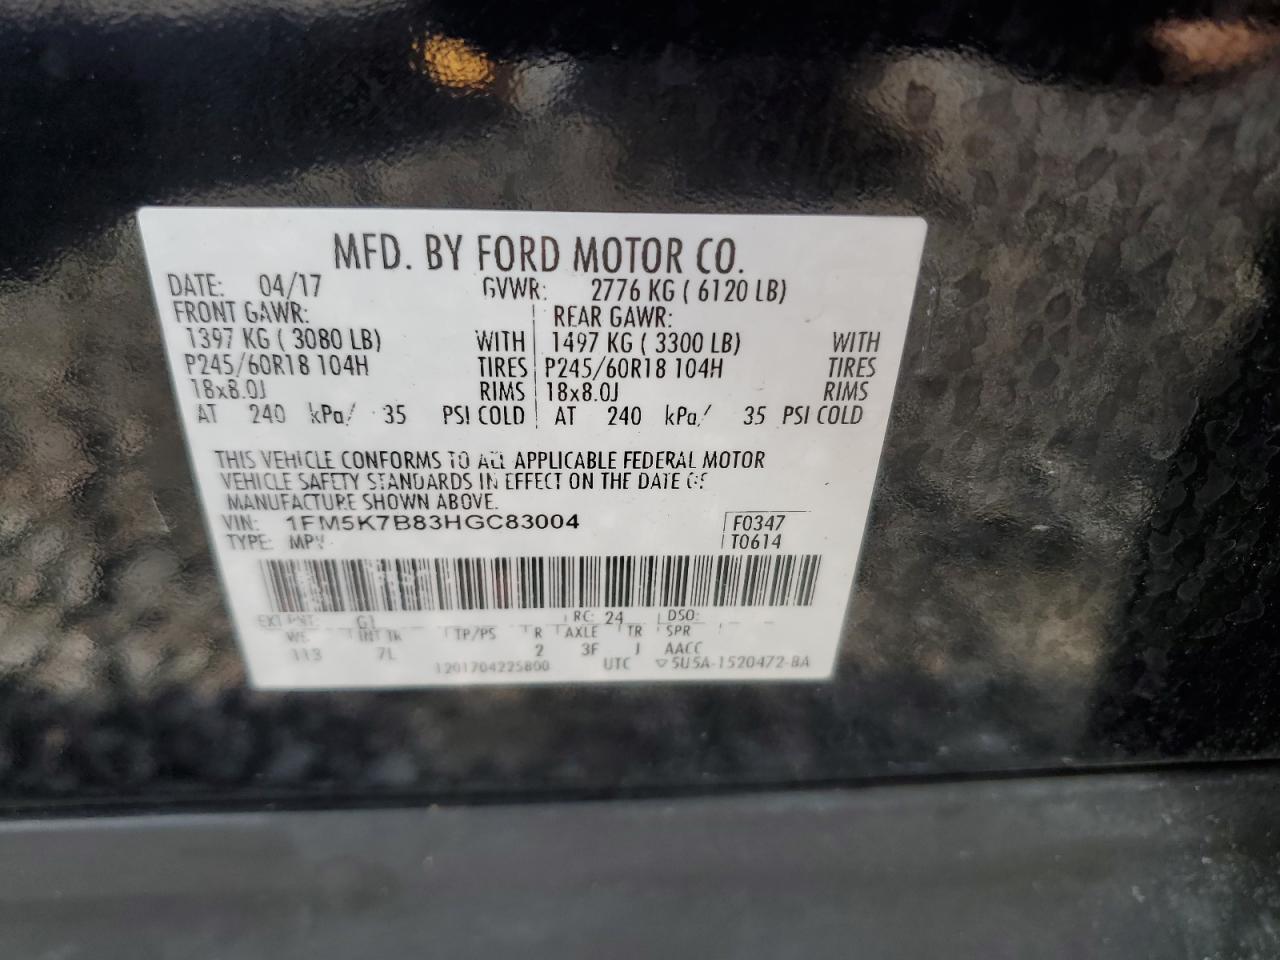 MFD. BY FORD MOTOR CO.
DATE: 04/17 GVWR: 2776 KG ( 6120 LB)
FRONT GAWR: REAR GAWR:
1397 KG ( 3080 LB) WITH 1497 KG ( 3300 LB) WITH
P245/60R18 104H TIRES P245/60R18 104H TIRES
18x8.0J RIMS 18x8.0J RIMS
AT 240 kPa/ 35 PSI COLD AT 240 kPa/ 35 PSI COLD
THIS VEHICLE CONFORMS TO ALL APPLICABLE FEDERAL MOTOR
VEHICLE SAFETY STANDARDS IN EFFECT ON THE DATE OF
MANUFACTURE SHOWN ABOVE.
VIN: 1FM5K7B83HGC83004 F0347
TYPE: MPV T0614
EXT PNT: G1 RC: 24 DSO:
WB INT TR TP/PS R AXLE TR SPR
113 7L 2 3F J AACC
1201704225800 UTC ▽5U5A-1520472-BA